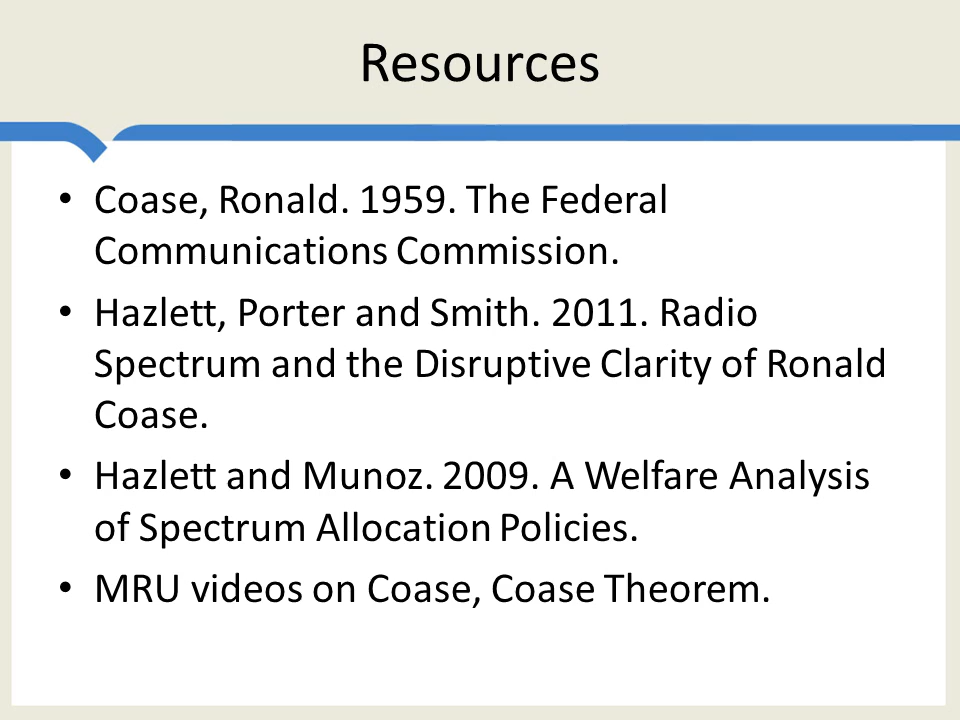 Resources
• Coase, Ronald. 1959. The Federal
Communications Commission.
• Hazlett, Porter and Smith. 2011. Radio
Spectrum and the Disruptive Clarity of Ronald
Coase.
• Hazlett and Munoz. 2009. A Welfare Analysis
of Spectrum Allocation Policies.
• MRU videos on Coase, Coase Theorem.